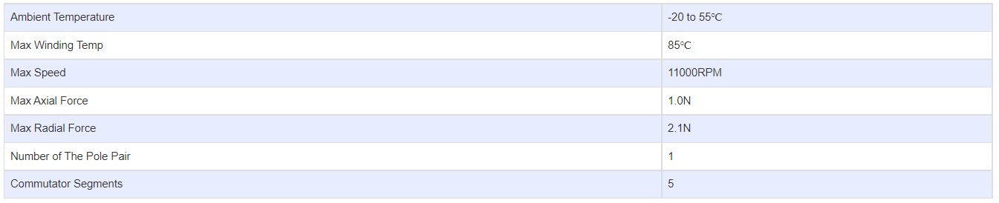 Ambient Temperature -20 to 55℃
Max Winding Temp 85℃
Max Speed 11000RPM
Max Axial Force 1.0N
Max Radial Force 2.1N
Number of The Pole Pair 1
Commutator Segments 5